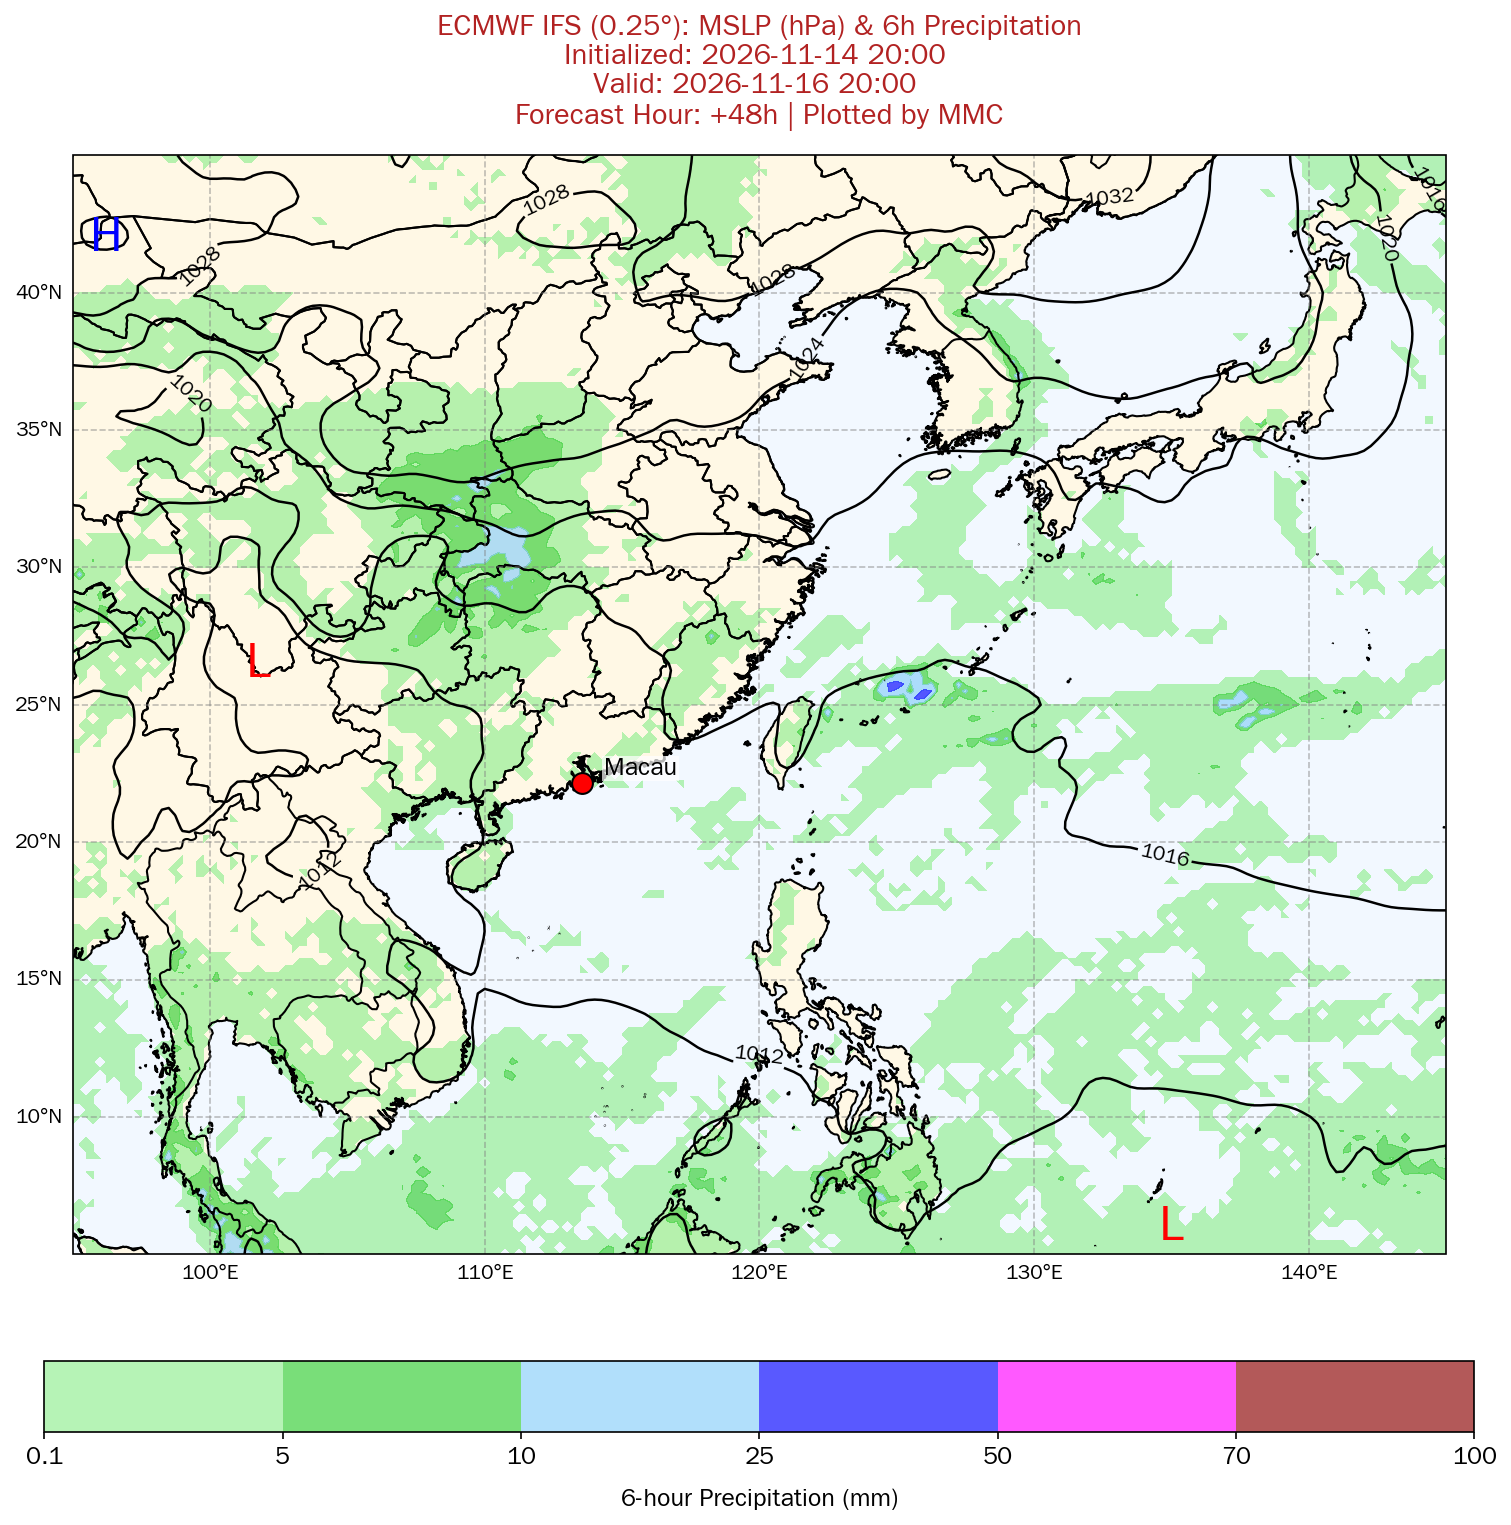 ECMWF IFS (0.25°): MSLP (hPa) & 6h Precipitation
Initialized: 2026-11-14 20:00
Valid: 2026-11-16 20:00
Forecast Hour: +48h | Plotted by MMC
1016
1028
1032
H
1020
1028
1028
40°N
1024
1020
35°N
30°N
L
25°N
Macau
20°N
1016
1012
15°N
1012
10°N
L
100°E 110°E 120°E 130°E 140°E
0.1 5 10 25 50 70 100
6-hour Precipitation (mm)